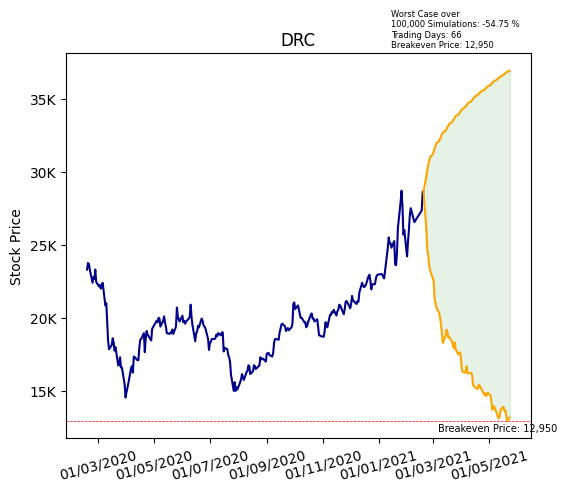 Worst Case over
100,000 Simulations: -54.75 %
Trading Days: 66
Breakeven Price: 12,950
DRC
Stock Price
35K
30K
25K
20K
15K
Breakeven Price: 12,950
01/03/2020
01/05/2020
01/07/2020
01/09/2020
01/11/2020
01/01/2021
01/03/2021
01/05/2021